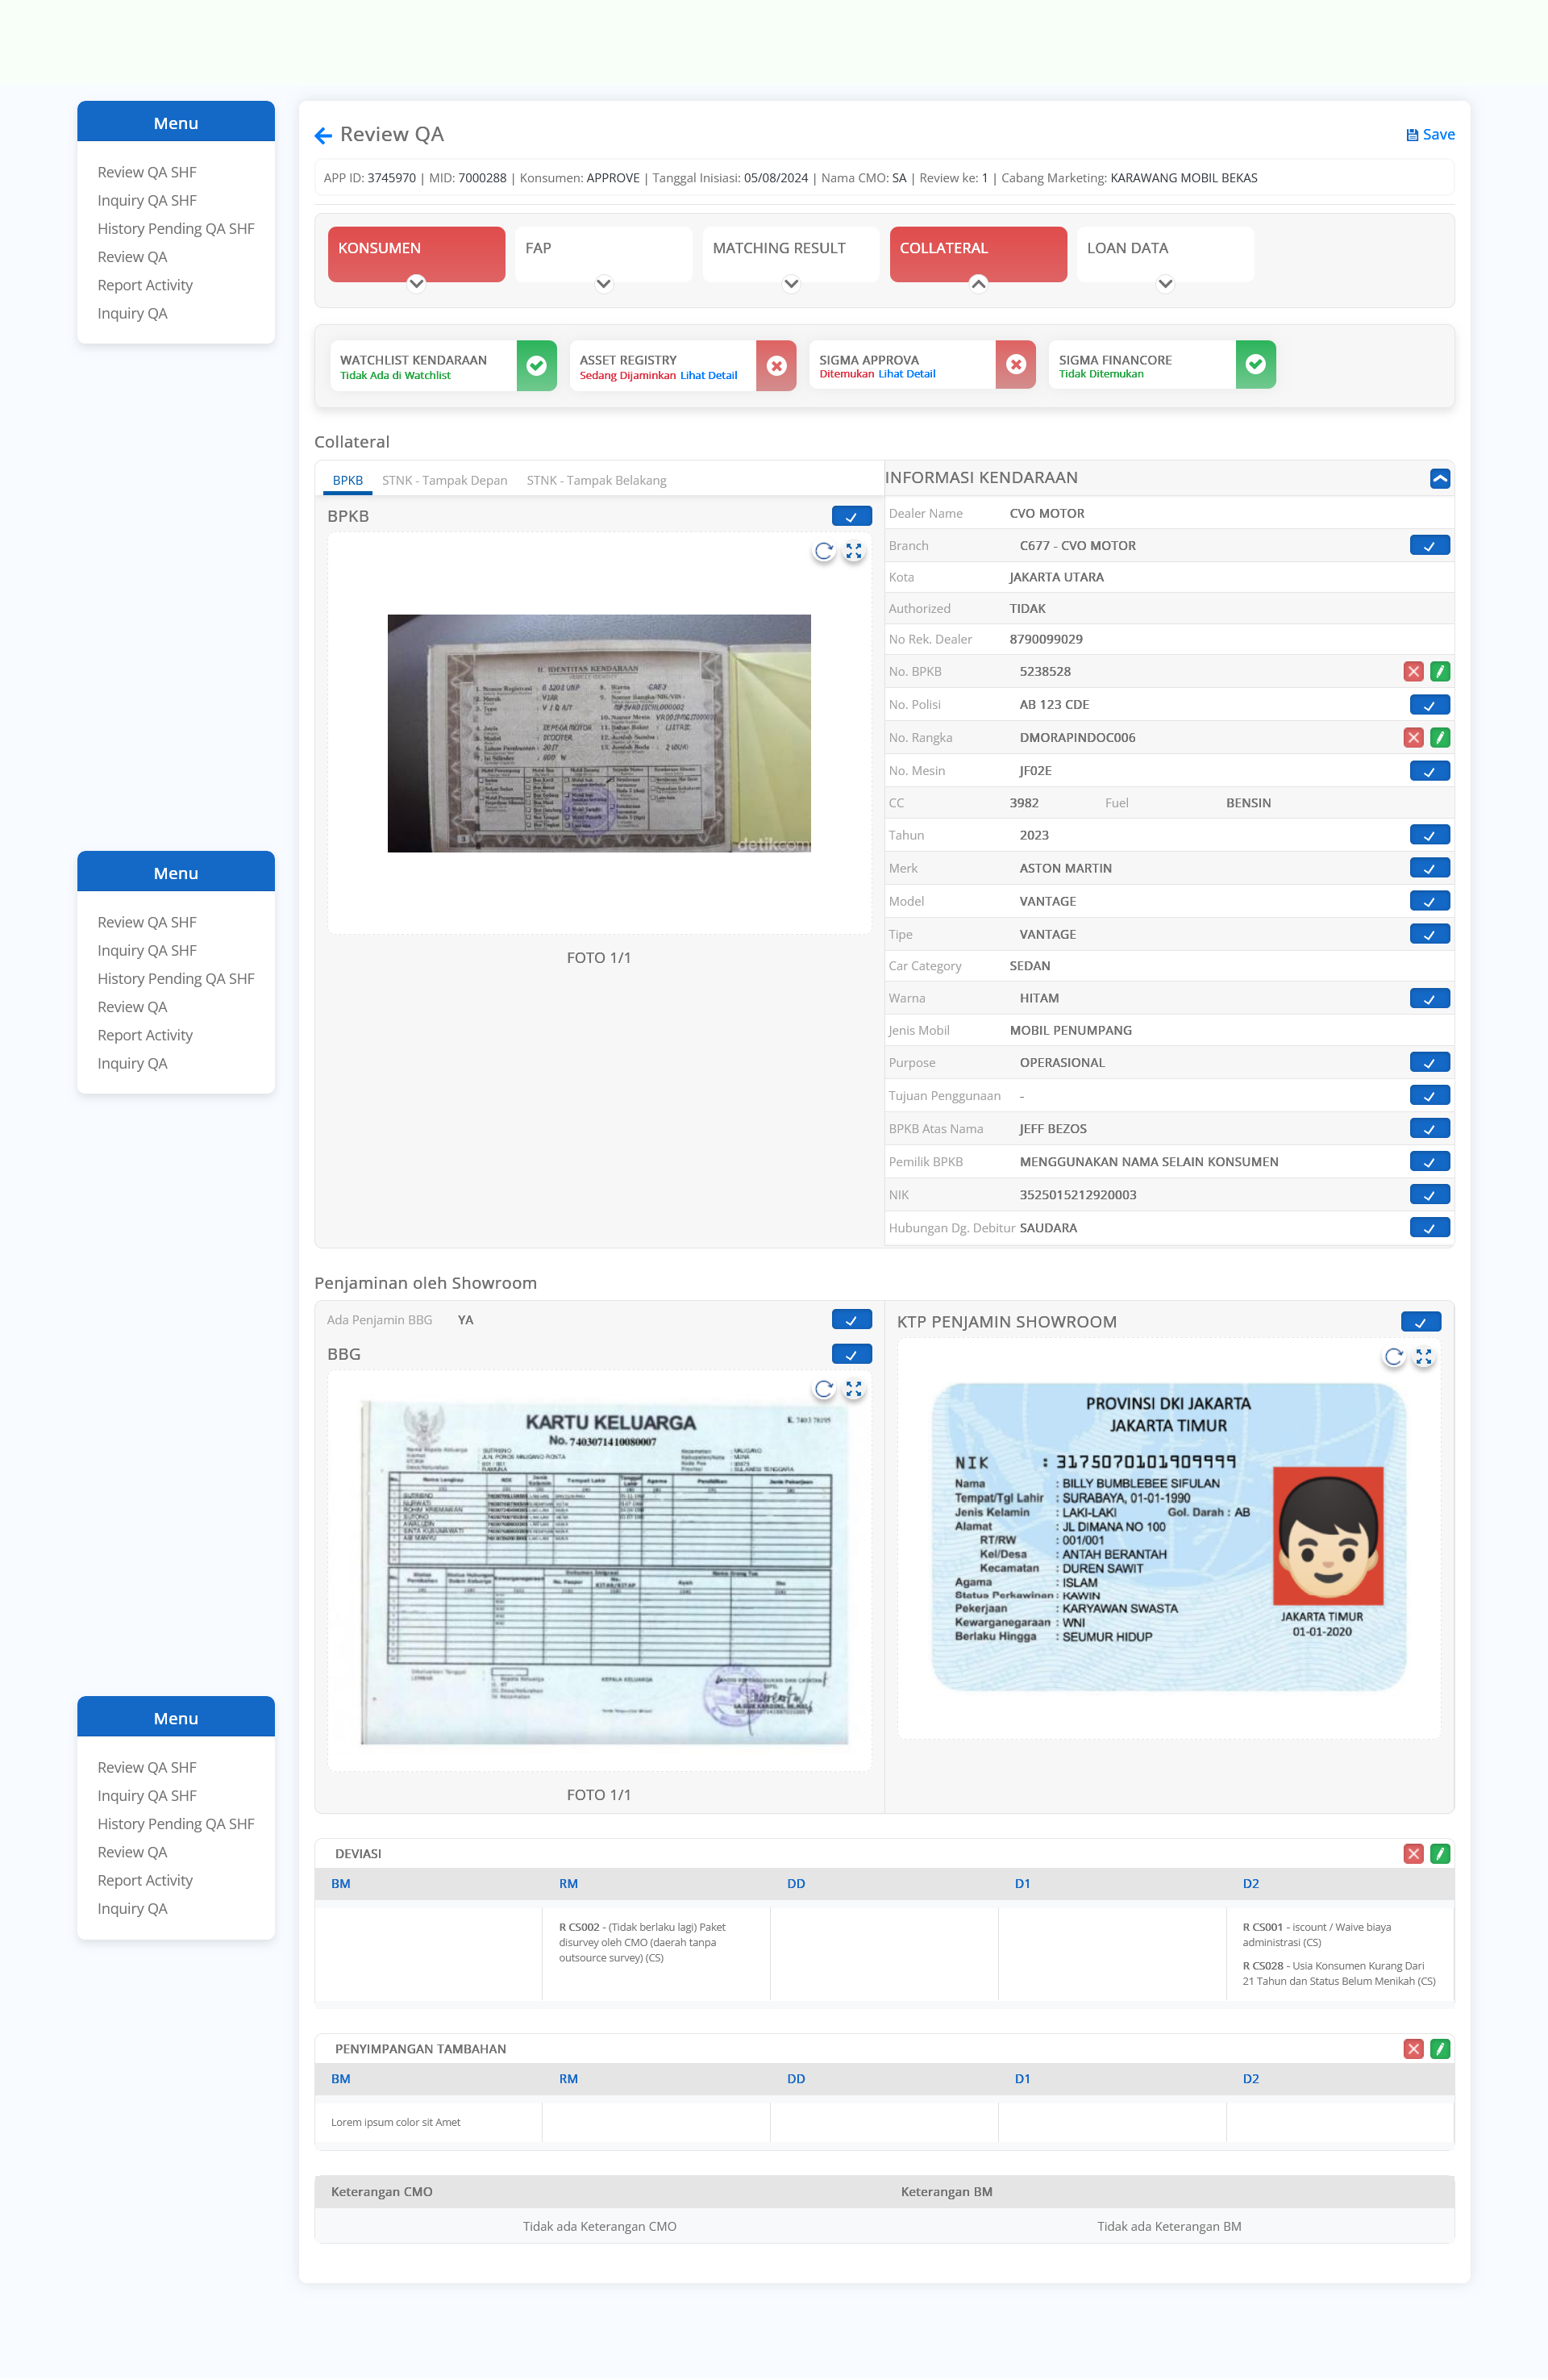 Menu
Review QA SHF
Inquiry QA SHF
History Pending QA SHF
Review QA
Report Activity
Inquiry QA
Review QA
Save
APP ID: 3745970 | MID: 7000288 | Konsumen: APPROVE | Tanggal Inisiasi: 05/08/2024 | Nama CMO: SA | Review ke: 1 | Cabang Marketing: KARAWANG MOBIL BEKAS
KONSUMEN
FAP
MATCHING RESULT
COLLATERAL
LOAN DATA
WATCHLIST KENDARAAN
Tidak Ada di Watchlist
ASSET REGISTRY
Sedang Dijaminkan Lihat Detail
SIGMA APPROVA
Ditemukan Lihat Detail
SIGMA FINANCORE
Tidak Ditemukan
Collateral
BPKB STNK - Tampak Depan STNK - Tampak Belakang
BPKB
H. IDENTITAS KENDARAAN
detikcom
FOTO 1/1
INFORMASI KENDARAAN
Dealer Name CVO MOTOR
Branch C677 - CVO MOTOR
Kota JAKARTA UTARA
Authorized TIDAK
No Rek. Dealer 8790099029
No. BPKB 5238528
No. Polisi AB 123 CDE
No. Rangka DMORAPINDOC006
No. Mesin JF02E
CC 3982 Fuel BENSIN
Tahun 2023
Merk ASTON MARTIN
Model VANTAGE
Tipe VANTAGE
Car Category SEDAN
Warna HITAM
Jenis Mobil MOBIL PENUMPANG
Purpose OPERASIONAL
Tujuan Penggunaan -
BPKB Atas Nama JEFF BEZOS
Pemilik BPKB MENGGUNAKAN NAMA SELAIN KONSUMEN
NIK 3525015212920003
Hubungan Dg. Debitur SAUDARA
Menu
Review QA SHF
Inquiry QA SHF
History Pending QA SHF
Review QA
Report Activity
Inquiry QA
Penjaminan oleh Showroom
Ada Penjamin BBG YA
BBG
KARTU KELUARGA
No. 7403071410080007
FOTO 1/1
KTP PENJAMIN SHOWROOM
PROVINSI DKI JAKARTA
JAKARTA TIMUR
NIK : 3175070101909999
Nama : BILLY BUMBLEBEE SIFULAN
Tempat/Tgl Lahir : SURABAYA, 01-01-1990
Jenis Kelamin : LAKI-LAKI Gol. Darah : AB
Alamat : JL DIMANA NO 100
RT/RW : 001/001
Kel/Desa : ANTAH BERANTAH
Kecamatan : DUREN SAWIT
Agama : ISLAM
Status Perkawinan : KAWIN
Pekerjaan : KARYAWAN SWASTA
Kewarganegaraan : WNI
Berlaku Hingga : SEUMUR HIDUP
JAKARTA TIMUR
01-01-2020
Menu
Review QA SHF
Inquiry QA SHF
History Pending QA SHF
Review QA
Report Activity
Inquiry QA
DEVIASI
BM RM DD D1 D2
R CS002 - (Tidak berlaku lagi) Paket
disurvey oleh CMO (daerah tanpa
outsource survey) (CS)
R CS001 - iscount / Waive biaya
administrasi (CS)
R CS028 - Usia Konsumen Kurang Dari
21 Tahun dan Status Belum Menikah (CS)
PENYIMPANGAN TAMBAHAN
BM RM DD D1 D2
Lorem ipsum color sit Amet
Keterangan CMO Keterangan BM
Tidak ada Keterangan CMO Tidak ada Keterangan BM